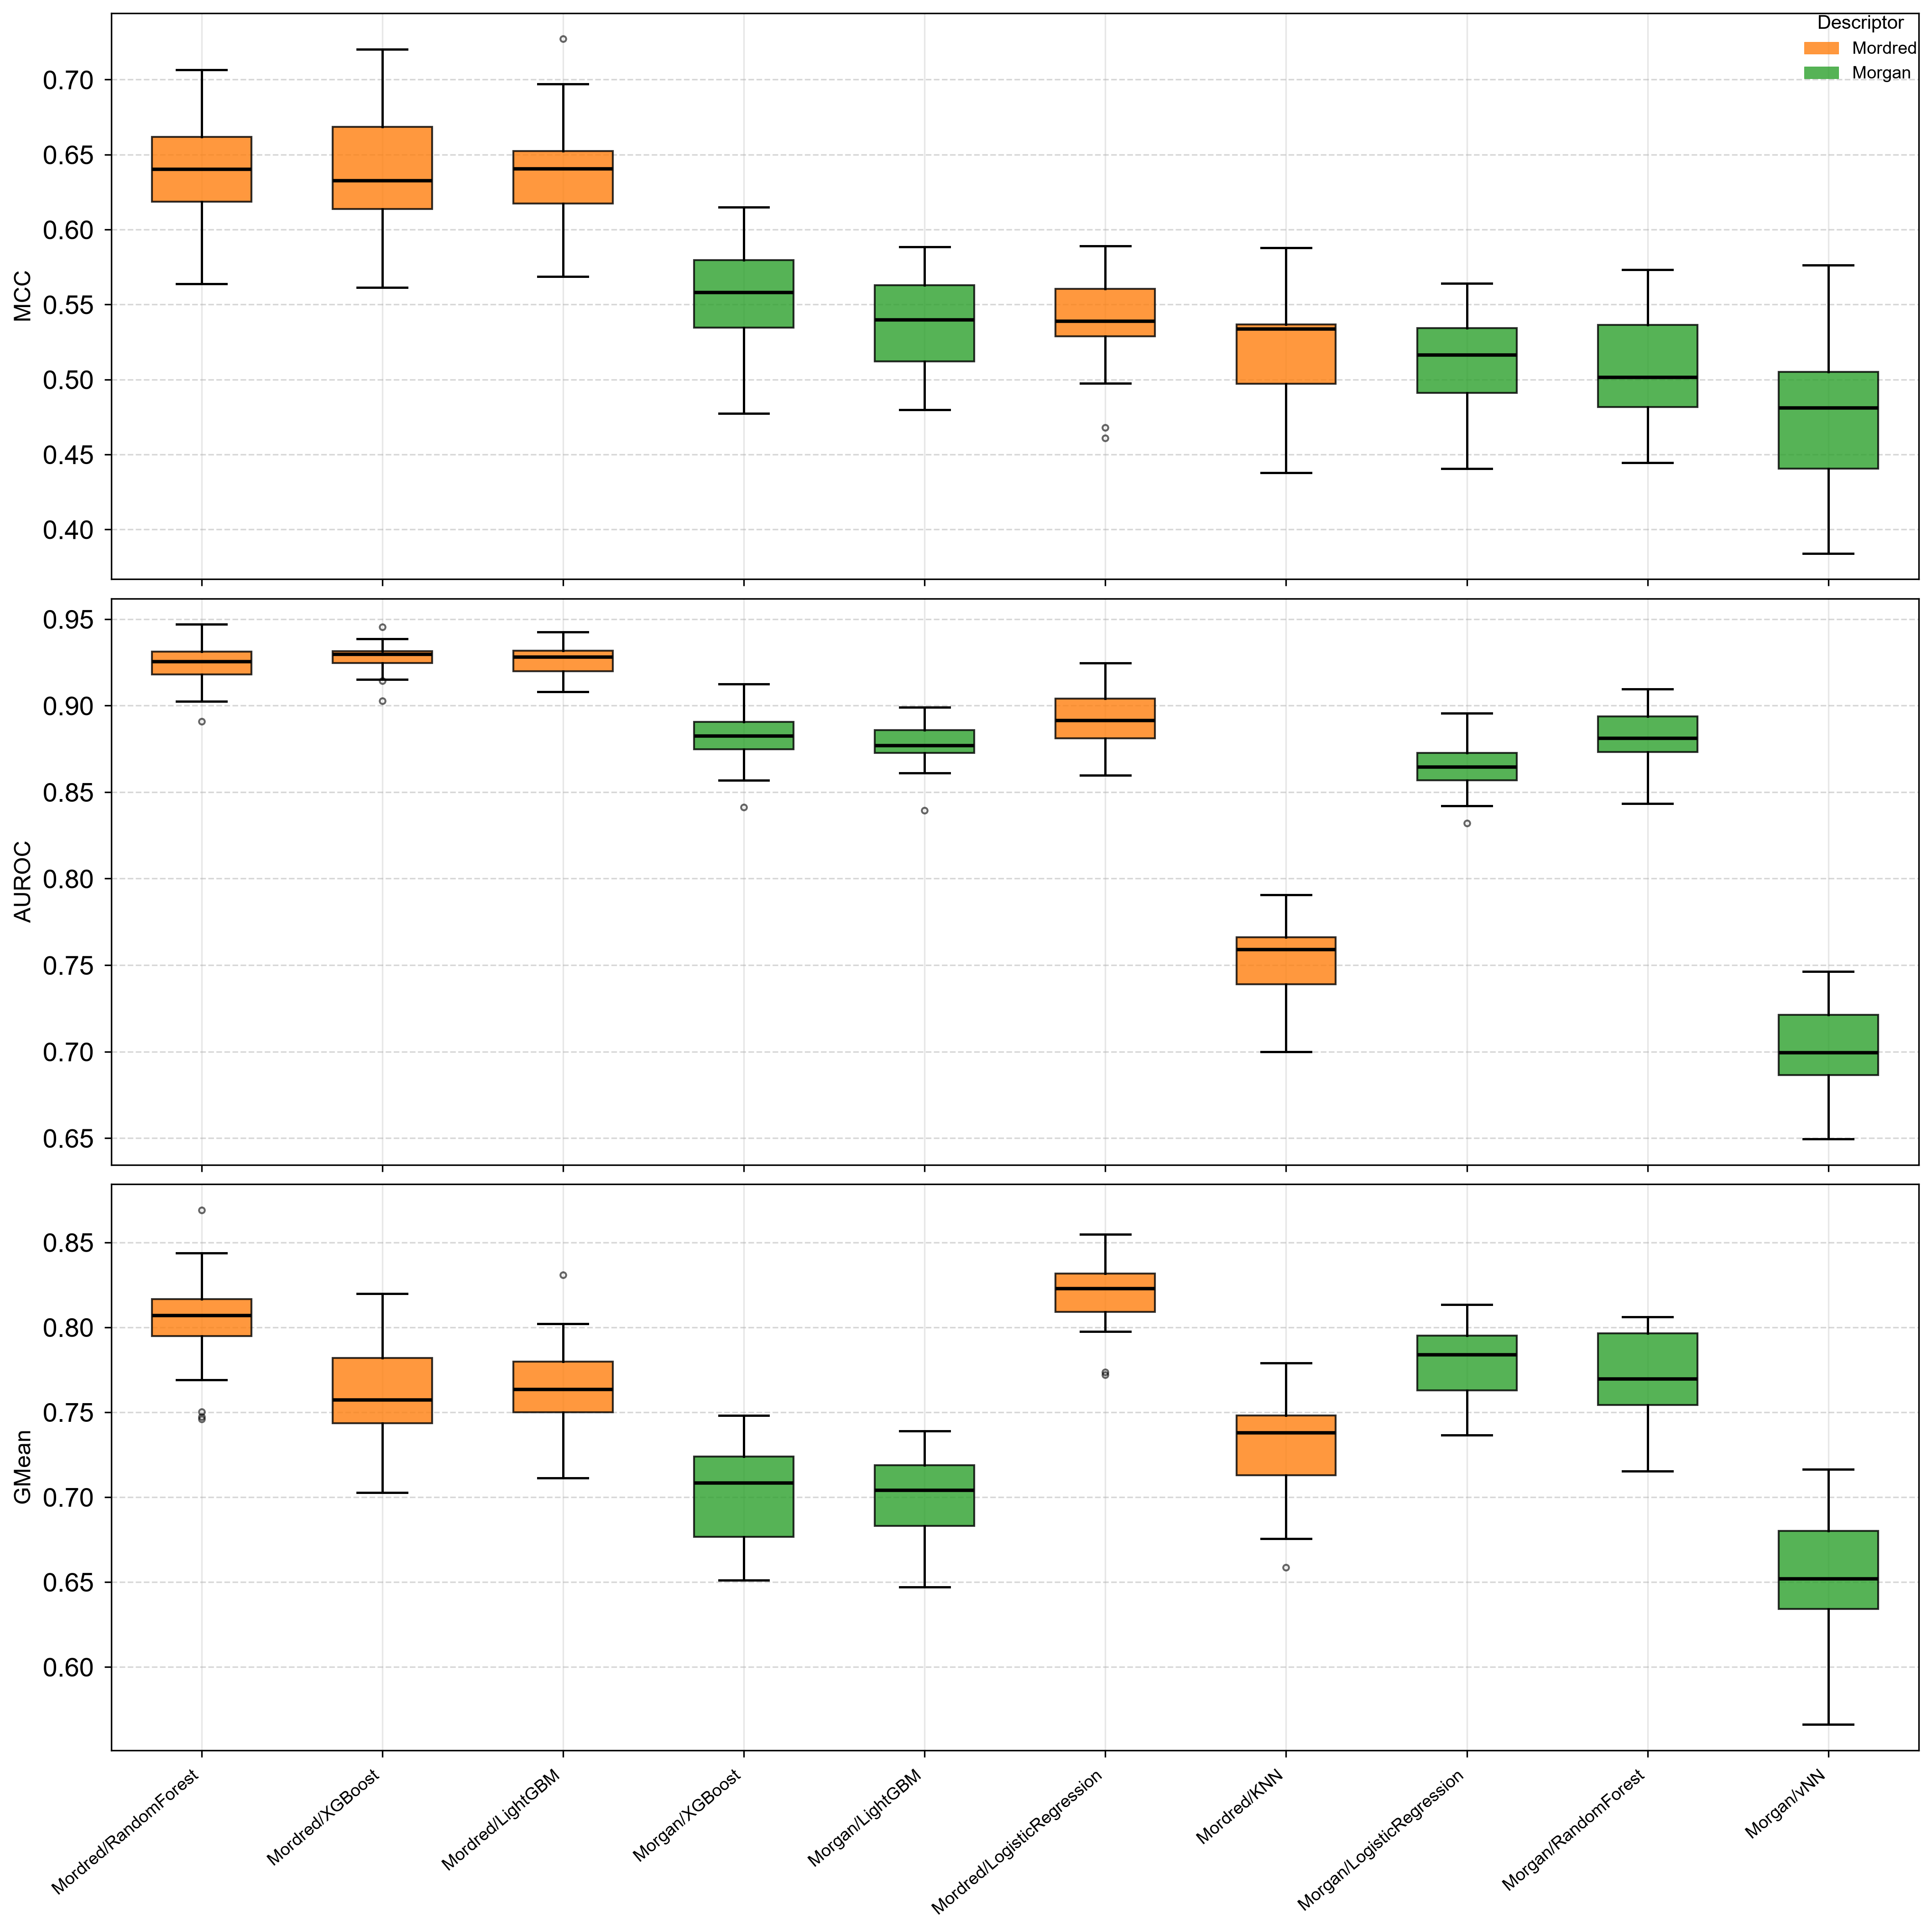 Descriptor
Mordred
Morgan
0.70
0.65
0.60
0.55
0.50
0.45
0.40
MCC
0.95
0.90
0.85
0.80
0.75
0.70
0.65
AUROC
0.85
0.80
0.75
0.70
0.65
0.60
GMean
Mordred/RandomForest
Mordred/XGBoost
Mordred/LightGBM
Morgan/XGBoost
Morgan/LightGBM
Mordred/LogisticRegression
Mordred/KNN
Morgan/LogisticRegression
Morgan/RandomForest
Morgan/vNN